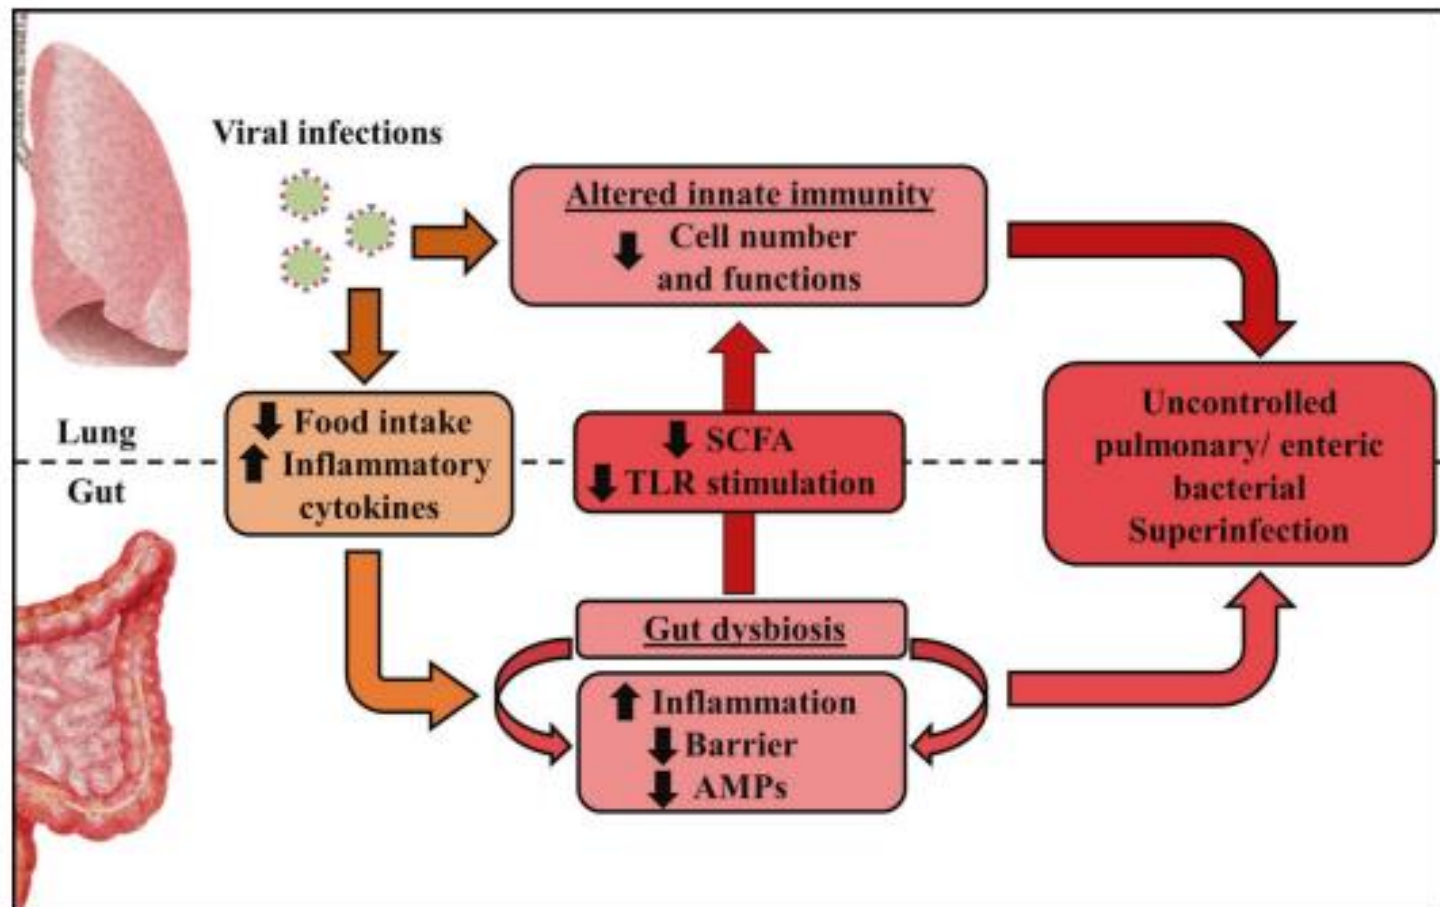 Viral infections
Altered innate immunity
Cell number
and functions
Lung
Gut
Food intake
Inflammatory
cytokines
SCFA
TLR stimulation
Uncontrolled
pulmonary/ enteric
bacterial
Superinfection
Gut dysbiosis
Inflammation
Barrier
AMPs